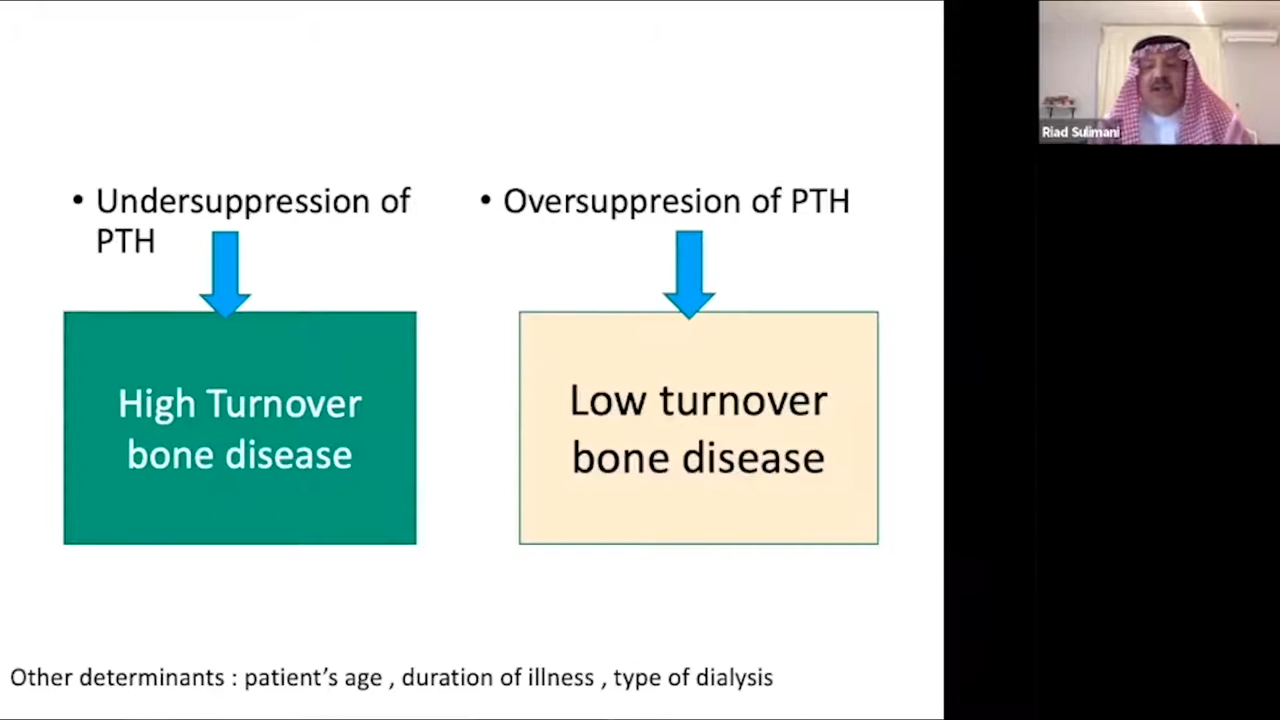 • Undersuppression of
PTH
• Oversuppresion of PTH
High Turnover
bone disease
Low turnover
bone disease
Other determinants : patient's age , duration of illness , type of dialysis
Riad Sulimani